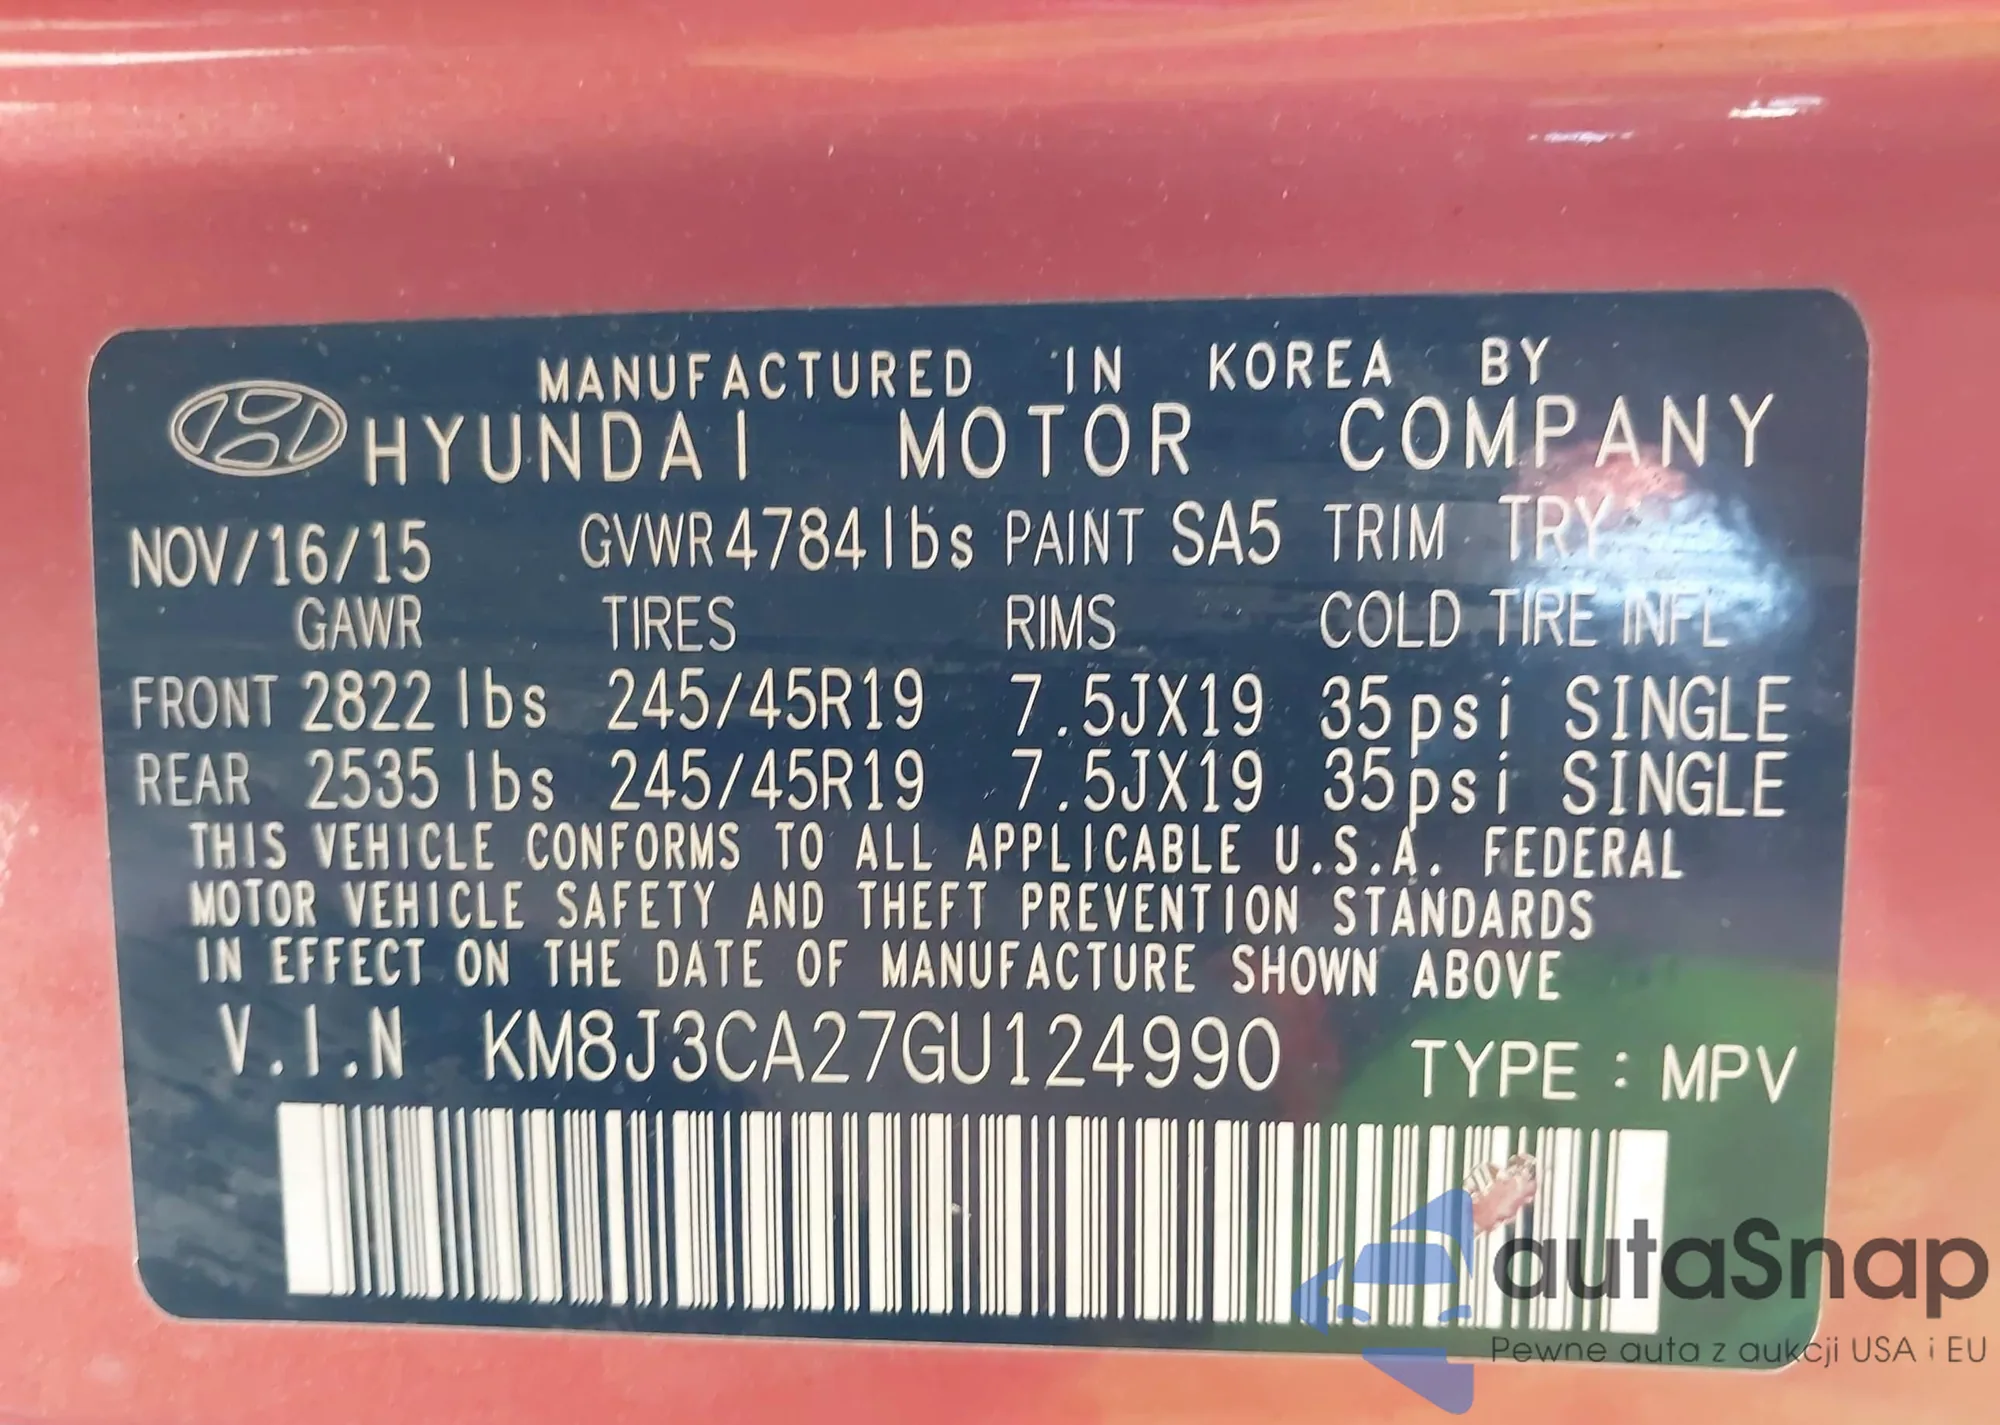 MANUFACTURED IN KOREA BY
HYUNDAI MOTOR COMPANY
NOV/16/15 GVWR 4784lbs PAINT SA5 TRIM TRY
GAWR TIRES RIMS COLD TIRE INFL
FRONT 2822 lbs 245/45R19 7.5JX19 35psi SINGLE
REAR 2535 lbs 245/45R19 7.5JX19 35psi SINGLE
THIS VEHICLE CONFORMS TO ALL APPLICABLE U.S.A. FEDERAL
MOTOR VEHICLE SAFETY AND THEFT PREVENTION STANDARDS
IN EFFECT ON THE DATE OF MANUFACTURE SHOWN ABOVE
V.I.N KM8J3CA27GU124990 TYPE : MPV
autaSnap
Pewne auta z aukcji USA i EU